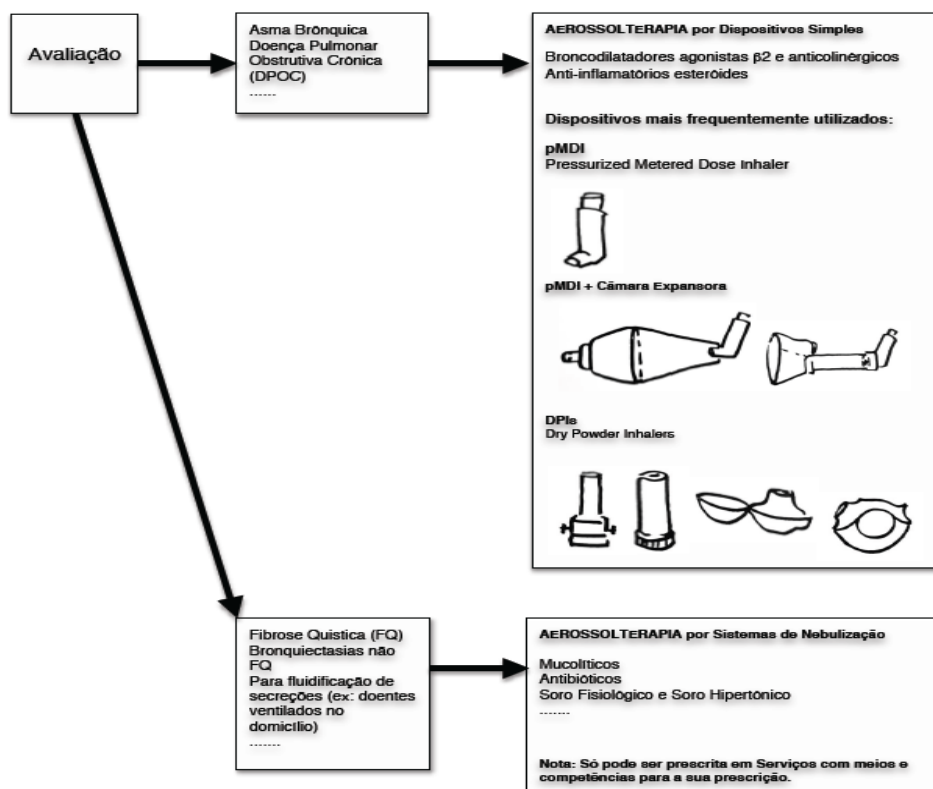 Avaliação
Asma Brônquica
Doença Pulmonar
Obstrutiva Crónica
(DPOC)
......
AEROSSOLTERAPIA por Dispositivos Simples
Broncodilatadores agonistas β2 e anticolinérgicos
Anti-inflamatórios esteróides
Dispositivos mais frequentemente utilizados:
pMDI
Pressurized Metered Dose Inhaler
pMDI + Câmara Expansora
DPIs
Dry Powder Inhalers
Fibrose Quistica (FQ)
Bronquiectasias não
FQ
Para fluidificação de
secreções (ex: doentes
ventilados no
domicílio)
.......
AEROSSOLTERAPIA por Sistemas de Nebulização
Mucolíticos
Antibióticos
Soro Fisiológico e Soro Hipertónico
.......
Nota: Só pode ser prescrita em Serviços com meios e
competências para a sua prescrição.